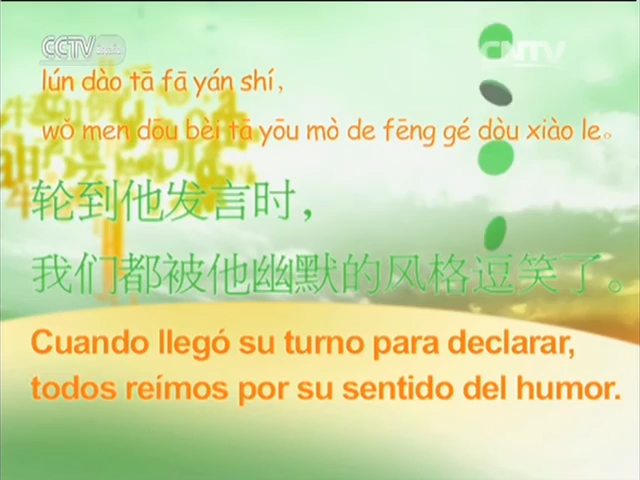 CCTV Español
CNTV
lún dào tā fā yán shí,
wǒ men dōu bèi tā yōu mò de fēng gé dòu xiào le。
轮到他发言时，
我们都被他幽默的风格逗笑了。
Cuando llegó su turno para declarar,
todos reímos por su sentido del humor.